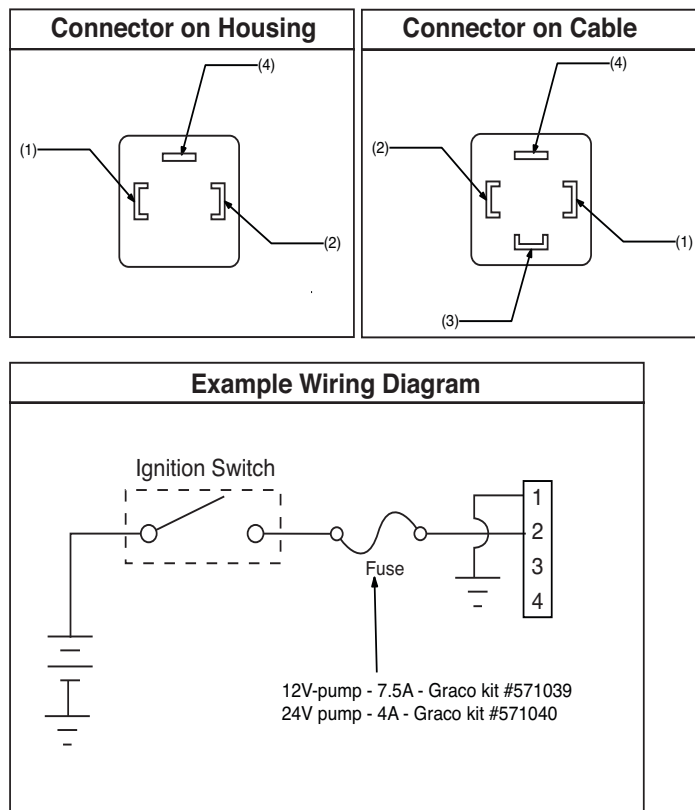 Connector on Housing
(4)
(1)
(2)
Connector on Cable
(4)
(2)
(1)
(3)
Example Wiring Diagram
Ignition Switch
1
2
3
4
Fuse
12V-pump - 7.5A - Graco kit #571039
24V pump - 4A - Graco kit #571040